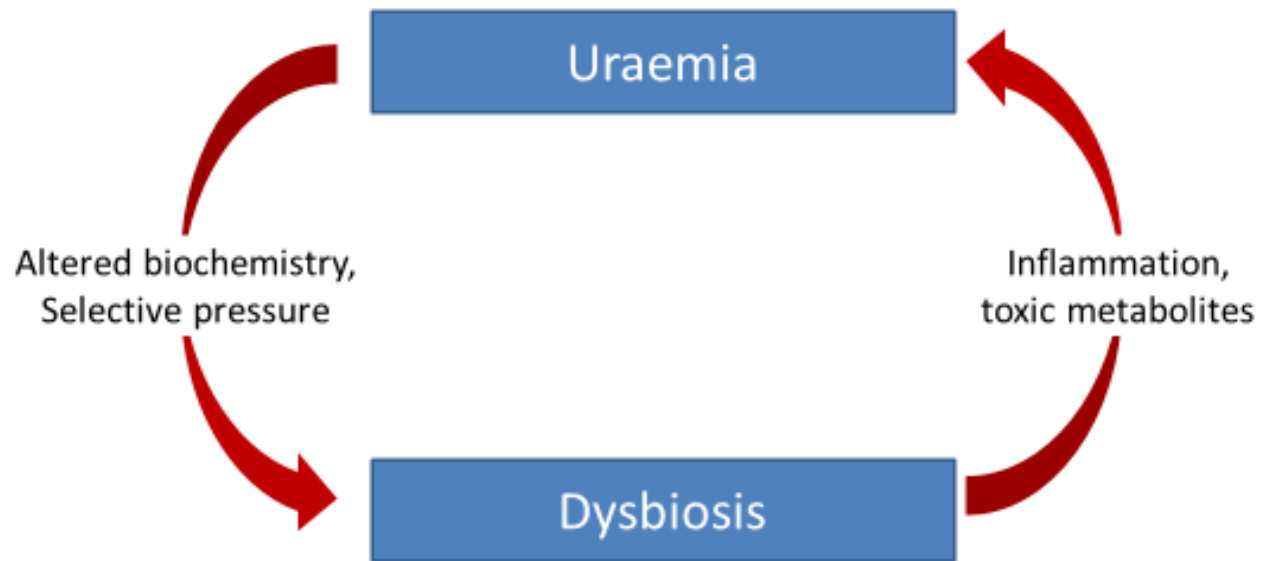 Uraemia
Altered biochemistry,
Selective pressure
Inflammation,
toxic metabolites
Dysbiosis